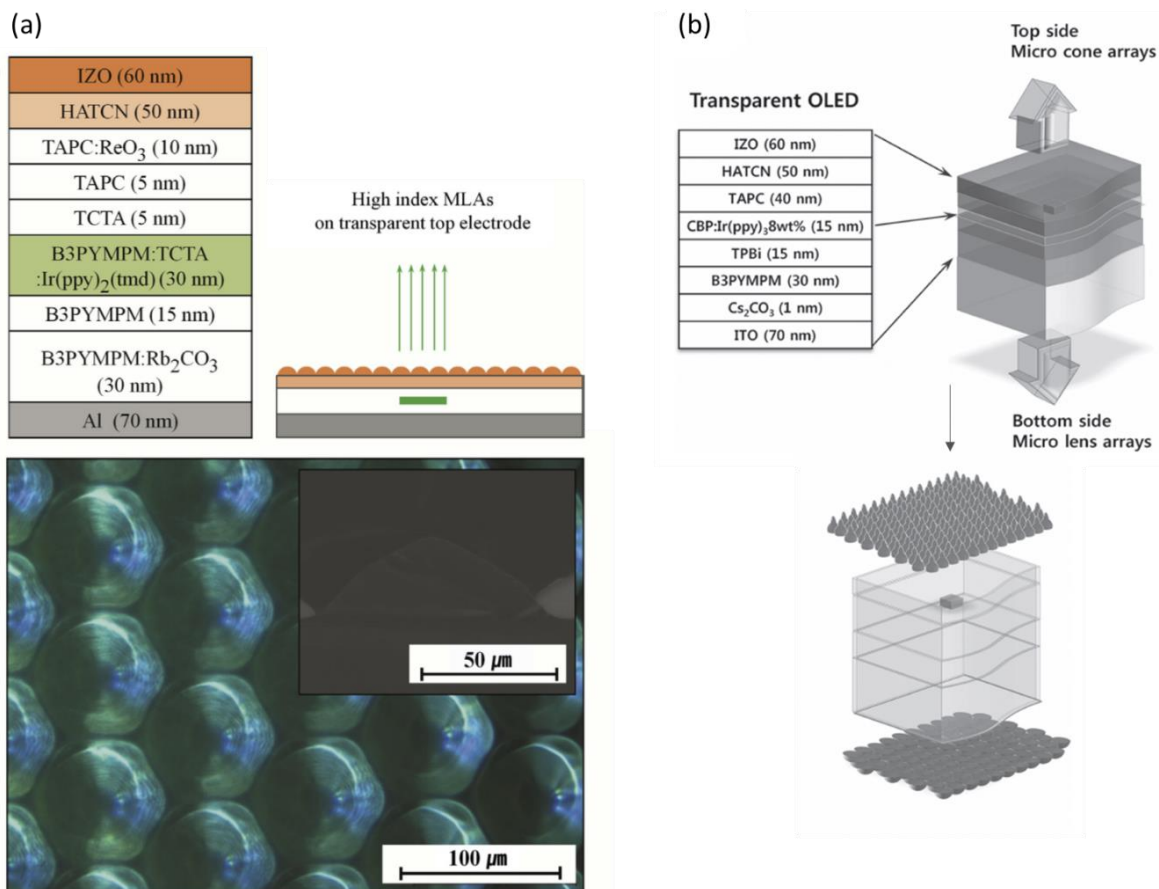 (a)
IZO (60 nm)
HATCN (50 nm)
TAPC:ReO₃ (10 nm)
TAPC (5 nm)
TCTA (5 nm)
B3PYMPM:TCTA
:Ir(ppy)₂(tmd) (30 nm)
B3PYMPM (15 nm)
B3PYMPM:Rb₂CO₃
(30 nm)
Al (70 nm)
High index MLAs
on transparent top electrode
50 μm
100 μm
(b)
Top side
Micro cone arrays
Transparent OLED
IZO (60 nm)
HATCN (50 nm)
TAPC (40 nm)
CBP:Ir(ppy)₃8wt% (15 nm)
TPBi (15 nm)
B3PYMPM (30 nm)
Cs₂CO₃ (1 nm)
ITO (70 nm)
Bottom side
Micro lens arrays